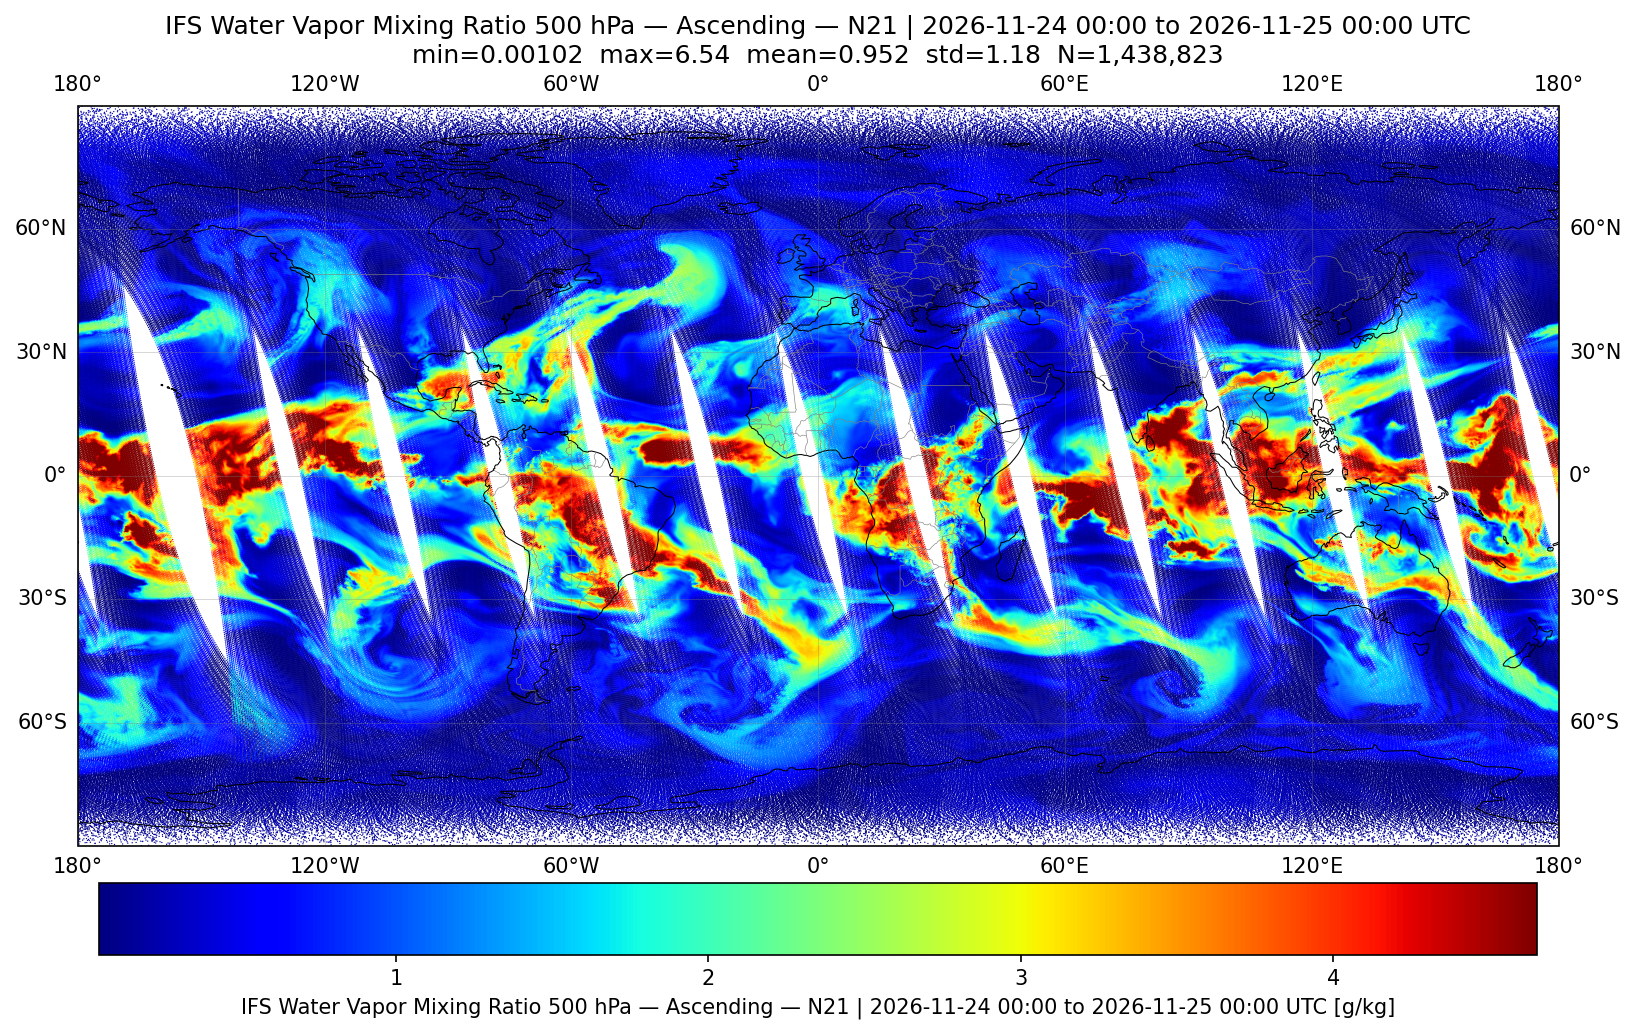 IFS Water Vapor Mixing Ratio 500 hPa — Ascending — N21 | 2026-11-24 00:00 to 2026-11-25 00:00 UTC
min=0.00102 max=6.54 mean=0.952 std=1.18 N=1,438,823
180° 120°W 60°W 0° 60°E 120°E 180°
60°N 60°N
30°N 30°N
0° 0°
30°S 30°S
60°S 60°S
180° 120°W 60°W 0° 60°E 120°E 180°
1 2 3 4
IFS Water Vapor Mixing Ratio 500 hPa — Ascending — N21 | 2026-11-24 00:00 to 2026-11-25 00:00 UTC [g/kg]